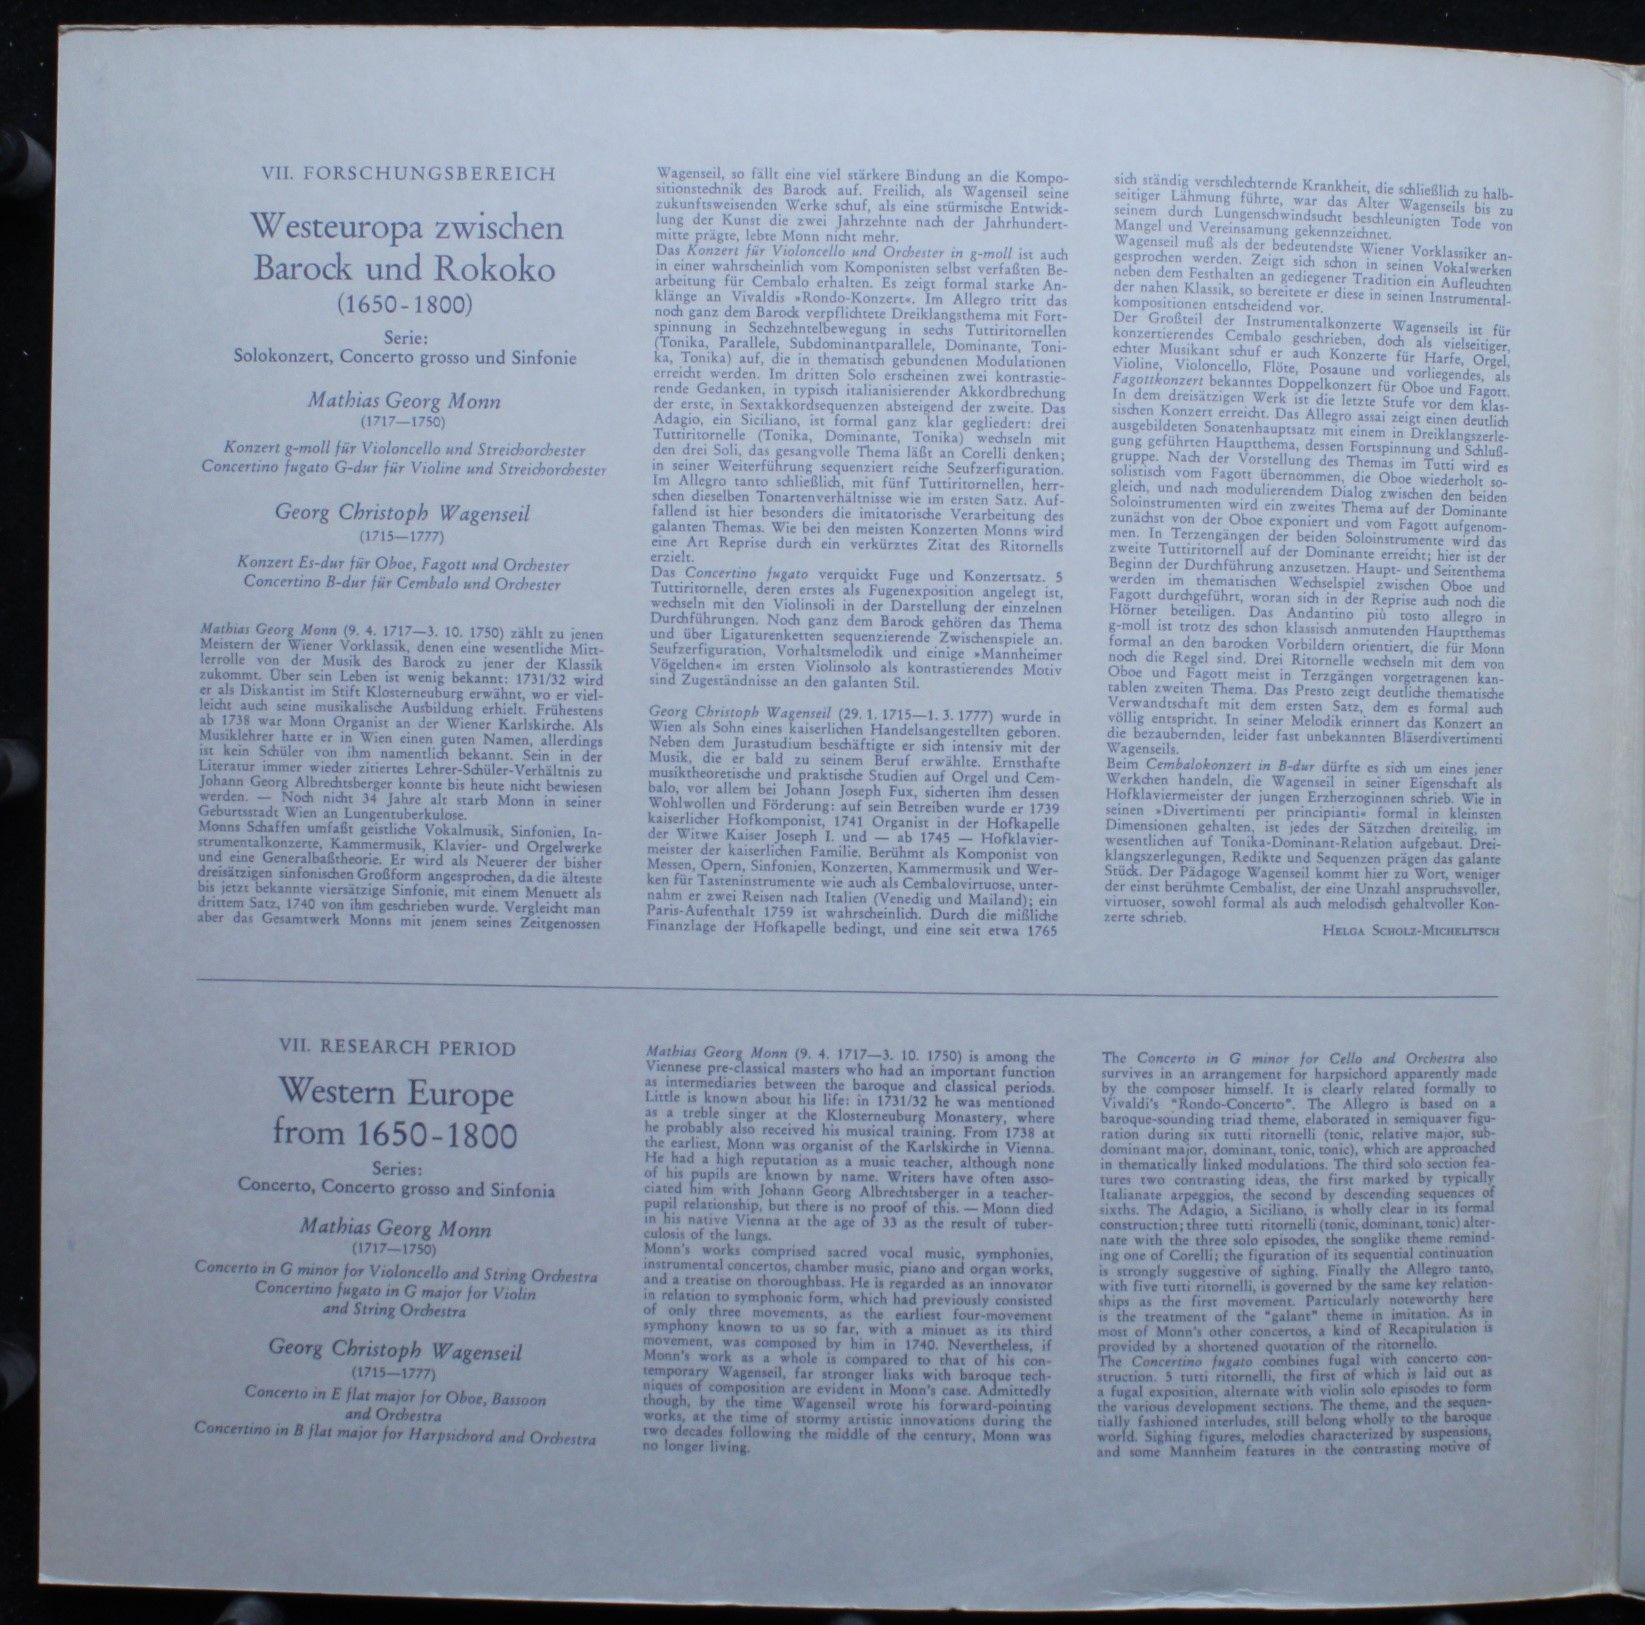 VII. FORSCHUNGSBEREICH
Westeuropa zwischen
Barock und Rokoko
(1650-1800)
Serie:
Solokonzert, Concerto grosso und Sinfonie
Mathias Georg Monn
(1717—1750)
Konzert g-moll für Violoncello und Streichorchester
Concertino fugato G-dur für Violine und Streichorchester
Georg Christoph Wagenseil
(1715—1777)
Konzert Es-dur für Oboe, Fagott und Orchester
Concertino B-dur für Cembalo und Orchester
Mathias Georg Monn (9. 4. 1717—3. 10. 1750) zählt zu jenen
Meistern der Wiener Vorklassik, denen eine wesentliche Mitt-
lerrolle von der Musik des Barock zu jener der Klassik
zukommt. Über sein Leben ist wenig bekannt: 1731/32 wird
er als Diskantist im Stift Klosterneuburg erwähnt, wo er viel-
leicht auch seine musikalische Ausbildung erhielt. Frühestens
ab 1738 war Monn Organist an der Wiener Karlskirche. Als
Musiklehrer hatte er in Wien einen guten Namen, allerdings
ist kein Schüler von ihm namentlich bekannt. Sein in der
Literatur immer wieder zitiertes Lehrer-Schüler-Verhältnis zu
Johann Georg Albrechtsberger konnte bis heute nicht bewiesen
werden. — Noch nicht 34 Jahre alt starb Monn in seiner
Geburtsstadt Wien an Lungentuberkulose.
Monns Schaffen umfaßt geistliche Vokalmusik, Sinfonien, In-
strumentalkonzerte, Kammermusik, Klavier- und Orgelwerke
und eine Generalbaßtheorie. Er wird als Neuerer der bisher
dreisätzigen sinfonischen Großform angesprochen, da die älteste
bis jetzt bekannte viersätzige Sinfonie, mit einem Menuett als
drittem Satz, 1740 von ihm geschrieben wurde. Vergleicht man
aber das Gesamtwerk Monns mit jenem seines Zeitgenossen
Wagenseil, so fällt eine viel stärkere Bindung an die Kompo-
sitionstechnik des Barock auf. Freilich, als Wagenseil seine
zukunftsweisenden Werke schuf, als eine stürmische Entwick-
lung der Kunst die zwei Jahrzehnte nach der Jahrhundert-
mitte prägte, lebte Monn nicht mehr.
Das Konzert für Violoncello und Orchester in g-moll ist auch
in einer wahrscheinlich vom Komponisten selbst verfaßten Be-
arbeitung für Cembalo erhalten. Es zeigt formal starke An-
klänge an Vivaldis »Rondo-Konzert«. Im Allegro tritt das
noch ganz dem Barock verpflichtete Dreiklangsthema mit Fort-
spinnung in Sechzehntelbewegung in sechs Tuttiritornellen
(Tonika, Parallele, Subdominantparallele, Dominante, Toni-
ka, Tonika) auf, die in thematisch gebundenen Modulationen
erreicht werden. Im dritten Solo erscheinen zwei kontrastie-
rende Gedanken, in typisch italianisierender Akkordbrechung
der erste, in Sextakkordsequenzen absteigend der zweite. Das
Adagio, ein Siciliano, ist formal ganz klar gegliedert: drei
Tuttiritornelle (Tonika, Dominante, Tonika) wechseln mit
den drei Soli, das gesangvolle Thema läßt an Corelli denken;
in seiner Weiterführung sequenziert reiche Seufzerfiguration.
Im Allegro tanto schließlich, mit fünf Tuttiritornellen, herr-
schen dieselben Tonartenverhältnisse wie im ersten Satz. Auf-
fallend ist hier besonders die imitatorische Verarbeitung des
galanten Themas. Wie bei den meisten Konzerten Monns wird
eine Art Reprise durch ein verkürztes Zitat des Ritornells
erzielt.
Das Concertino fugato verquickt Fuge und Konzertsatz. 5
Tuttiritornelle, deren erstes als Fugenexposition angelegt ist,
wechseln mit den Violinsoli in der Darstellung der einzelnen
Durchführungen. Noch ganz dem Barock gehören das Thema
und über Ligaturenketten sequenzierende Zwischenspiele an.
Seufzerfiguration, Vorhaltsmelodik und einige »Mannheimer
Vögelchen« im ersten Violinsolo als kontrastierendes Motiv
sind Zugeständnisse an den galanten Stil.
Georg Christoph Wagenseil (29. 1. 1715—1. 3. 1777) wurde in
Wien als Sohn eines kaiserlichen Handelsangestellten geboren.
Neben dem Jurastudium beschäftigte er sich intensiv mit der
Musik, die er bald zu seinem Beruf erwählte. Ernsthafte
musiktheoretische und praktische Studien auf Orgel und Cem-
balo, vor allem bei Johann Joseph Fux, sicherten ihm dessen
Wohlwollen und Förderung: auf sein Betreiben wurde er 1739
kaiserlicher Hofkomponist, 1741 Organist in der Hofkapelle
der Witwe Kaiser Joseph I. und — ab 1745 — Hofklavier-
meister der kaiserlichen Familie. Berühmt als Komponist von
Messen, Opern, Sinfonien, Konzerten, Kammermusik und Wer-
ken für Tasteninstrumente wie auch als Cembalovirtuose, unter-
nahm er zwei Reisen nach Italien (Venedig und Mailand); ein
Paris-Aufenthalt 1759 ist wahrscheinlich. Durch die mißliche
Finanzlage der Hofkapelle bedingt, und eine seit etwa 1765
sich ständig verschlechternde Krankheit, die schließlich zu halb-
seitiger Lähmung führte, war das Alter Wagenseils bis zu
seinem durch Lungenschwindsucht beschleunigten Tode von
Mangel und Vereinsamung gekennzeichnet.
Wagenseil muß als der bedeutendste Wiener Vorklassiker an-
gesprochen werden. Zeigt sich schon in seinen Vokalwerken
neben dem Festhalten an gediegener Tradition ein Aufleuchten
der nahen Klassik, so bereitete er diese in seinen Instrumental-
kompositionen entscheidend vor.
Der Großteil der Instrumentalkonzerte Wagenseils ist für
konzertierendes Cembalo geschrieben, doch als vielseitiger,
echter Musikant schuf er auch Konzerte für Harfe, Orgel,
Violine, Violoncello, Flöte, Posaune und vorliegendes, als
Fagottkonzert bekanntes Doppelkonzert für Oboe und Fagott.
In dem dreisätzigen Werk ist die letzte Stufe vor dem klas-
sischen Konzert erreicht. Das Allegro assai zeigt einen deutlich
ausgebildeten Sonatenhauptsatz mit einem in Dreiklangszerle-
gung geführten Hauptthema, dessen Fortspinnung und Schluß-
gruppe. Nach der Vorstellung des Themas im Tutti wird es
solistisch vom Fagott übernommen, die Oboe wiederholt so-
gleich, und nach modulierendem Dialog zwischen den beiden
Soloinstrumenten wird ein zweites Thema auf der Dominante
zunächst von der Oboe exponiert und vom Fagott aufgenom-
men. In Terzengängen der beiden Soloinstrumente wird das
zweite Tuttiritornell auf der Dominante erreicht; hier ist der
Beginn der Durchführung anzusetzen. Haupt- und Seitenthema
werden im thematischen Wechselspiel zwischen Oboe und
Fagott durchgeführt, woran sich in der Reprise auch noch die
Hörner beteiligen. Das Andantino più tosto allegro in
g-moll ist trotz des schon klassisch anmutenden Hauptthemas
formal an den barocken Vorbildern orientiert, die für Monn
noch die Regel sind. Drei Ritornelle wechseln mit dem von
Oboe und Fagott meist in Terzgängen vorgetragenen kan-
tablen zweiten Thema. Das Presto zeigt deutliche thematische
Verwandtschaft mit dem ersten Satz, dem es formal auch
völlig entspricht. In seiner Melodik erinnert das Konzert an
die bezaubernden, leider fast unbekannten Bläserdivertimenti
Wagenseils.
Beim Cembalokonzert in B-dur dürfte es sich um eines jener
Werkchen handeln, die Wagenseil in seiner Eigenschaft als
Hofklaviermeister der jungen Erzherzoginnen schrieb. Wie in
seinen »Divertimenti per principianti« formal in kleinsten
Dimensionen gehalten, ist jedes der Sätzchen dreiteilig, im
wesentlichen auf Tonika-Dominant-Relation aufgebaut. Drei-
klangszerlegungen, Redikte und Sequenzen prägen das galante
Stück. Der Pädagoge Wagenseil kommt hier zu Wort, weniger
der einst berühmte Cembalist, der eine Unzahl anspruchsvoller,
virtuoser, sowohl formal als auch melodisch gehaltvoller Kon-
zerte schrieb.
HELGA SCHOLZ-MICHELITSCH
VII. RESEARCH PERIOD
Western Europe
from 1650-1800
Series:
Concerto, Concerto grosso and Sinfonia
Mathias Georg Monn
(1717—1750)
Concerto in G minor for Violoncello and String Orchestra
Concertino fugato in G major for Violin
and String Orchestra
Georg Christoph Wagenseil
(1715—1777)
Concerto in E flat major for Oboe, Bassoon
and Orchestra
Concertino in B flat major for Harpsichord and Orchestra
Mathias Georg Monn (9. 4. 1717—3. 10. 1750) is among the
Viennese pre-classical masters who had an important function
as intermediaries between the baroque and classical periods.
Little is known about his life: in 1731/32 he was mentioned
as a treble singer at the Klosterneuburg Monastery, where
he probably also received his musical training. From 1738 at
the earliest, Monn was organist of the Karlskirche in Vienna.
He had a high reputation as a music teacher, although none
of his pupils are known by name. Writers have often asso-
ciated him with Johann Georg Albrechtsberger in a teacher-
pupil relationship, but there is no proof of this. — Monn died
in his native Vienna at the age of 33 as the result of tuber-
culosis of the lungs.
Monn's works comprised sacred vocal music, symphonies,
instrumental concertos, chamber music, piano and organ works,
and a treatise on thoroughbass. He is regarded as an innovator
in relation to symphonic form, which had previously consisted
of only three movements, as the earliest four-movement
symphony known to us so far, with a minuet as its third
movement, was composed by him in 1740. Nevertheless, if
Monn's work as a whole is compared to that of his con-
temporary Wagenseil, far stronger links with baroque tech-
niques of composition are evident in Monn's case. Admittedly
though, by the time Wagenseil wrote his forward-pointing
works, at the time of stormy artistic innovations during the
two decades following the middle of the century, Monn was
no longer living.
The Concerto in G minor for Cello and Orchestra also
survives in an arrangement for harpsichord apparently made
by the composer himself. It is clearly related formally to
Vivaldi's "Rondo-Concerto". The Allegro is based on a
baroque-sounding triad theme, elaborated in semiquaver figu-
ration during six tutti ritornelli (tonic, relative major, sub-
dominant major, dominant, tonic, tonic), which are approached
in thematically linked modulations. The third solo section fea-
tures two contrasting ideas, the first marked by typically
Italianate arpeggios, the second by descending sequences of
sixths. The Adagio, a Siciliano, is wholly clear in its formal
construction; three tutti ritornelli (tonic, dominant, tonic) alter-
nate with the three solo episodes, the songlike theme remind-
ing one of Corelli; the figuration of its sequential continuation
is strongly suggestive of sighing. Finally the Allegro tanto,
with five tutti ritornelli, is governed by the same key relation-
ships as the first movement. Particularly noteworthy here
is the treatment of the "galant" theme in imitation. As in
most of Monn's other concertos, a kind of Recapitulation is
provided by a shortened quotation of the ritornello.
The Concertino fugato combines fugal with concerto con-
struction. 5 tutti ritornelli, the first of which is laid out as
a fugal exposition, alternate with violin solo episodes to form
the various development sections. The theme, and the sequen-
tially fashioned interludes, still belong wholly to the baroque
world. Sighing figures, melodies characterized by suspensions,
and some Mannheim features in the contrasting motive of